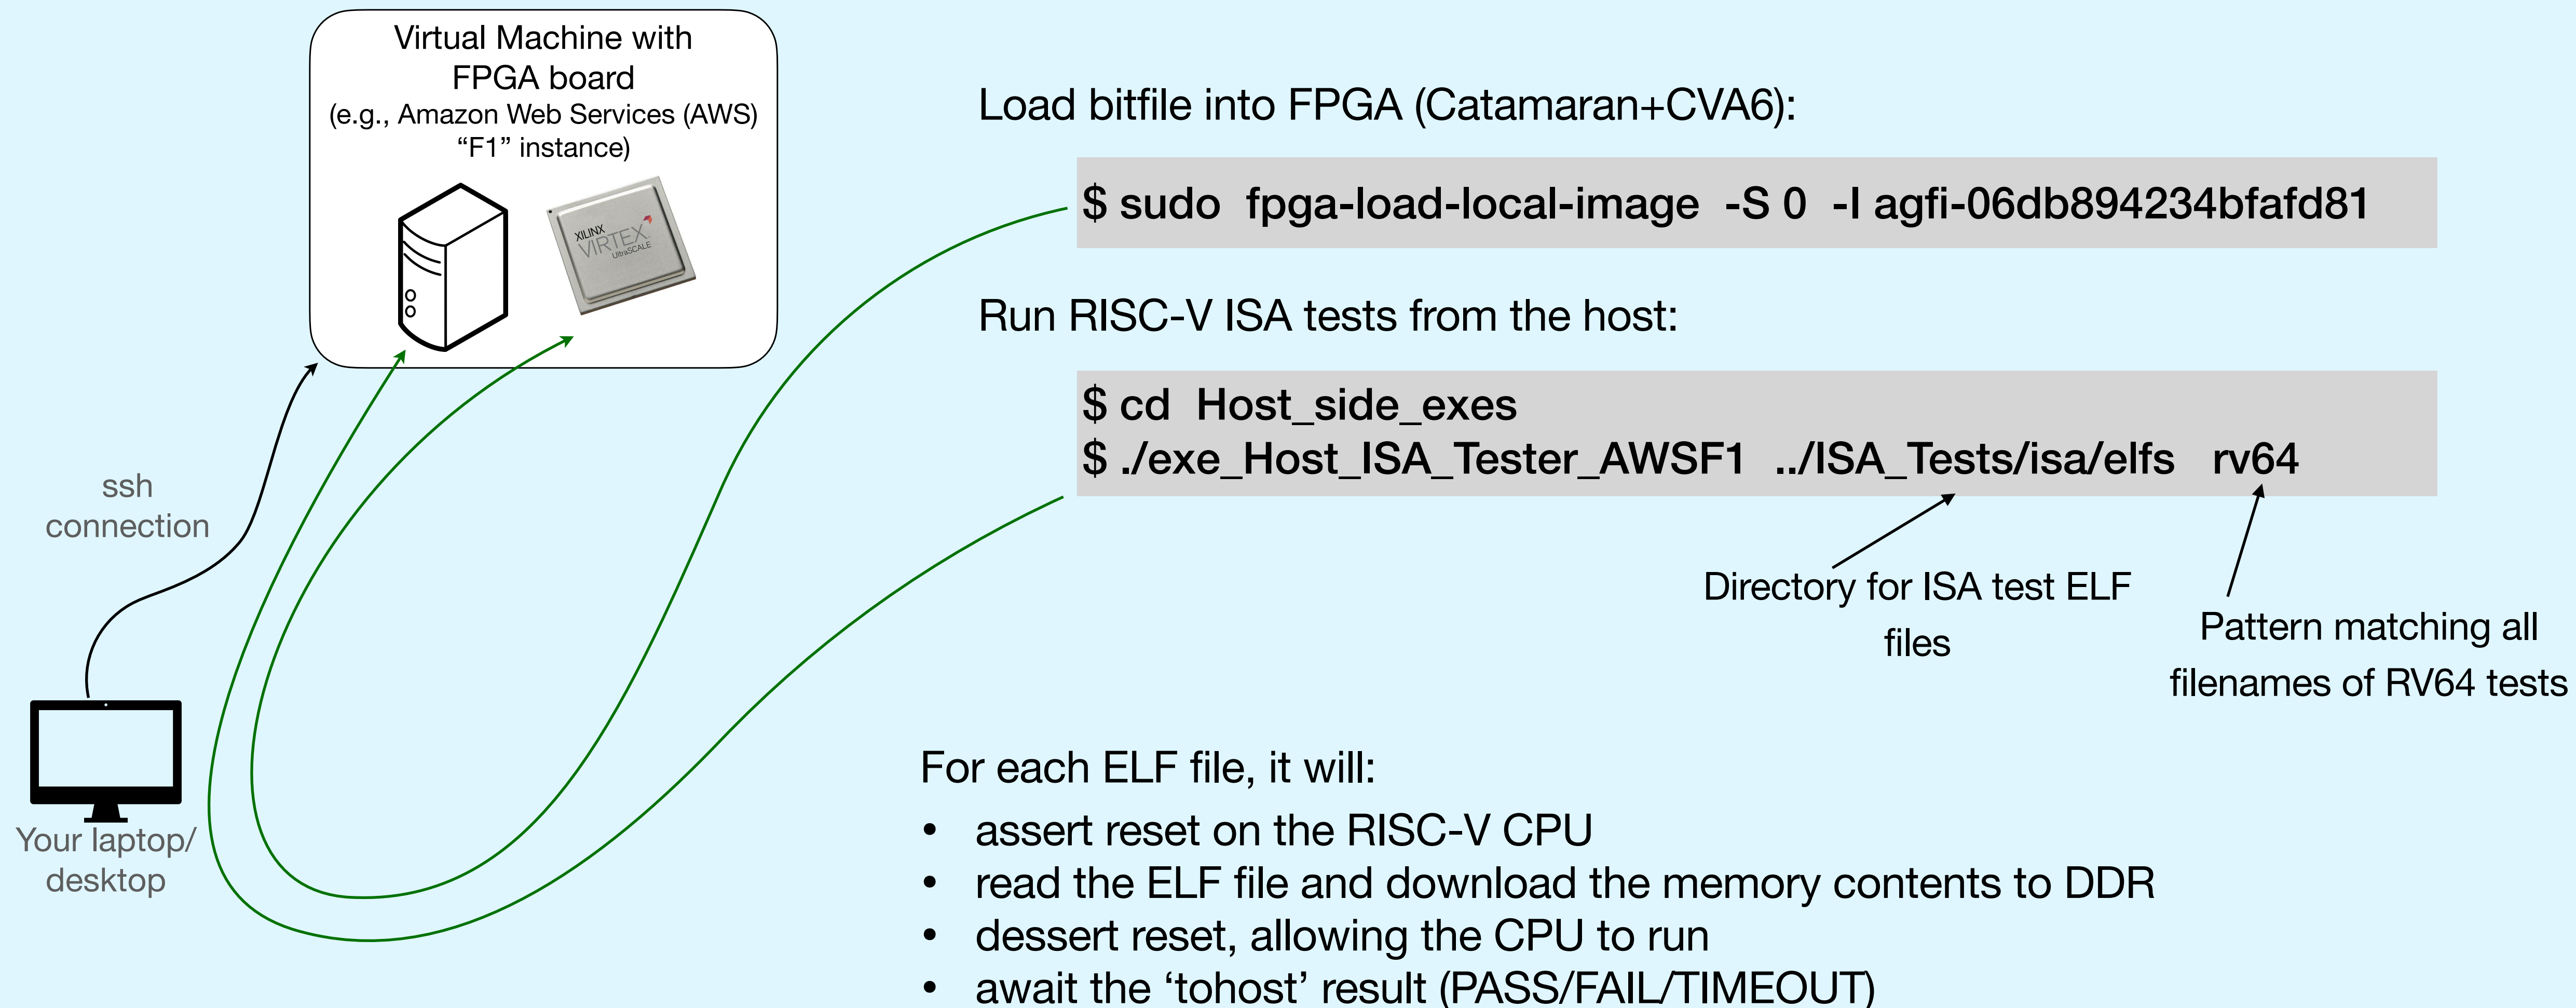 Virtual Machine with
FPGA board
(e.g., Amazon Web Services (AWS)
“F1” instance)
XILINX
VIRTEX
UltraSCALE
ssh
connection
Your laptop/
desktop
Load bitfile into FPGA (Catamaran+CVA6):
$ sudo fpga-load-local-image -S 0 -I agfi-06db894234bfafd81
Run RISC-V ISA tests from the host:
$ cd Host_side_exes
$ ./exe_Host_ISA_Tester_AWSF1 ../ISA_Tests/isa/elfs rv64
Directory for ISA test ELF
files
Pattern matching all
filenames of RV64 tests
For each ELF file, it will:
• assert reset on the RISC-V CPU
• read the ELF file and download the memory contents to DDR
• dessert reset, allowing the CPU to run
• await the ‘tohost’ result (PASS/FAIL/TIMEOUT)